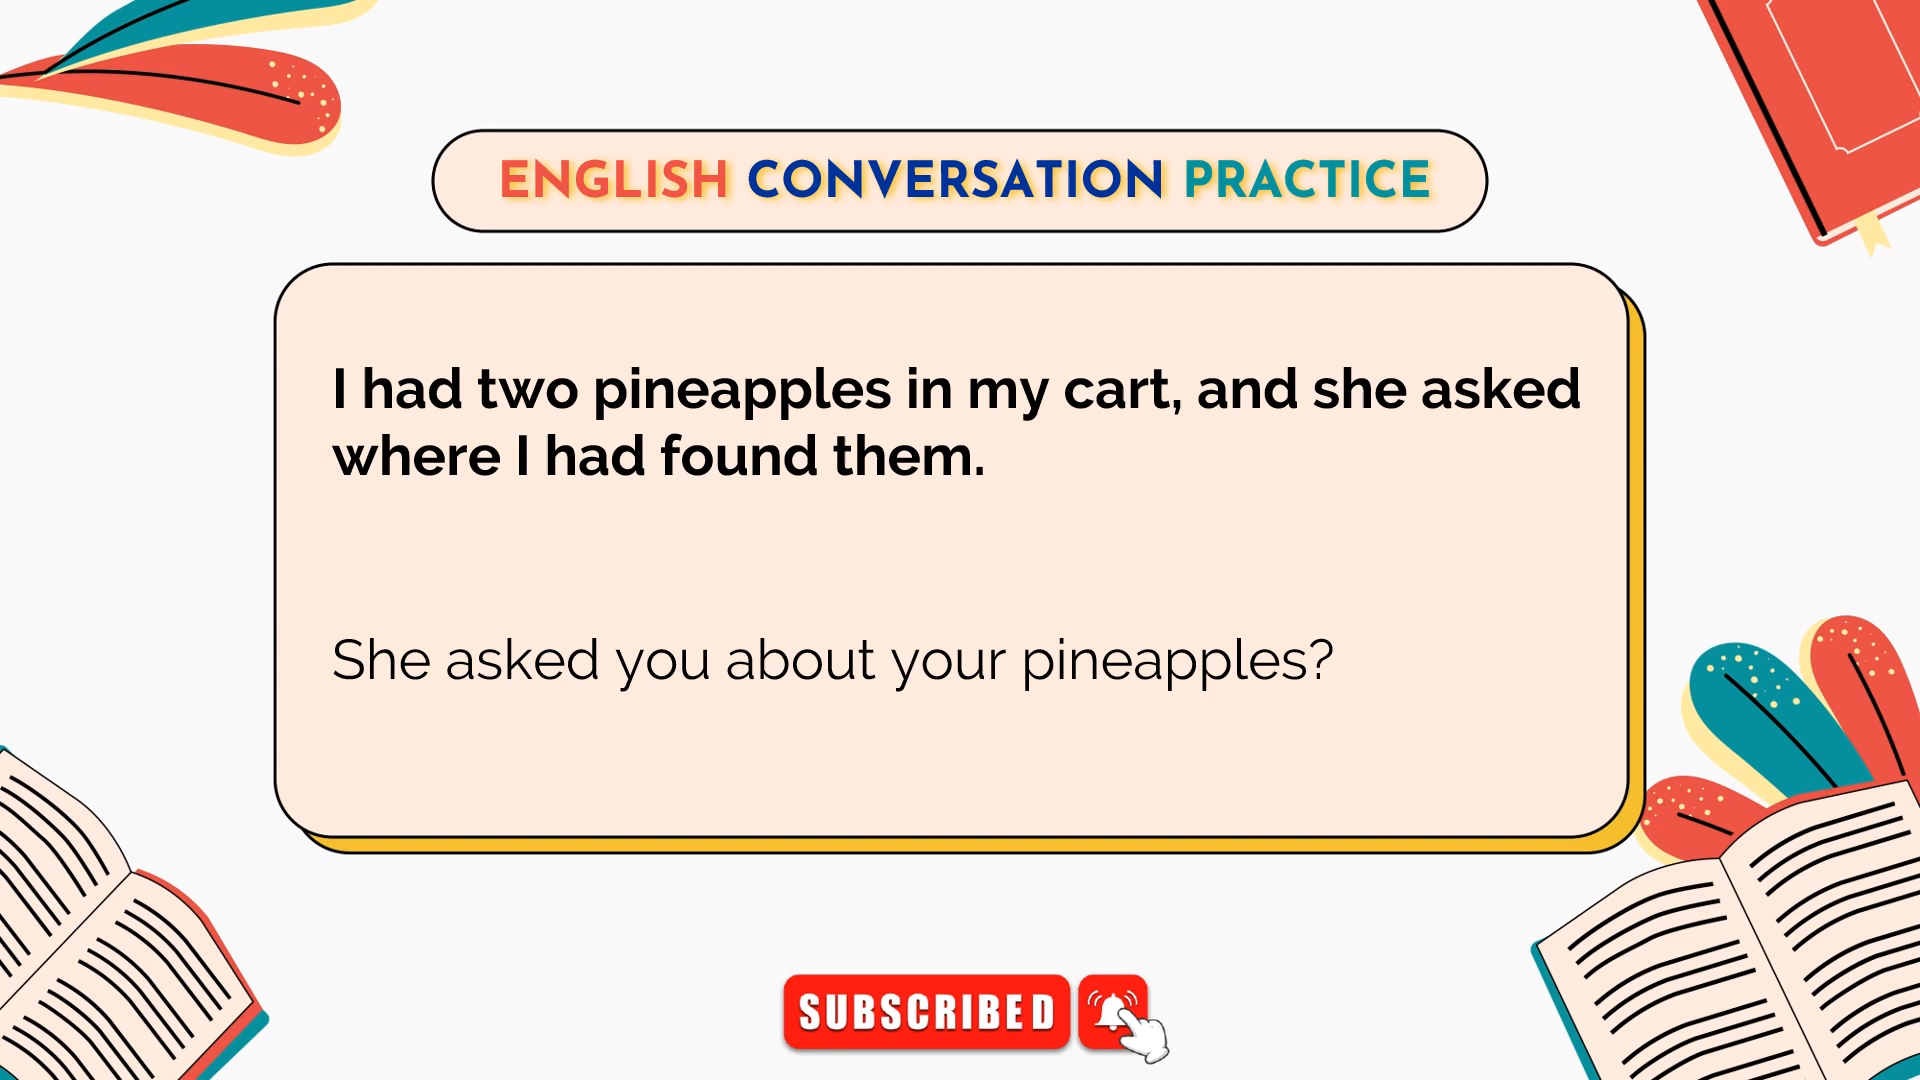 ENGLISH CONVERSATION PRACTICE
I had two pineapples in my cart, and she asked
where I had found them.
She asked you about your pineapples?
SUBSCRIBED